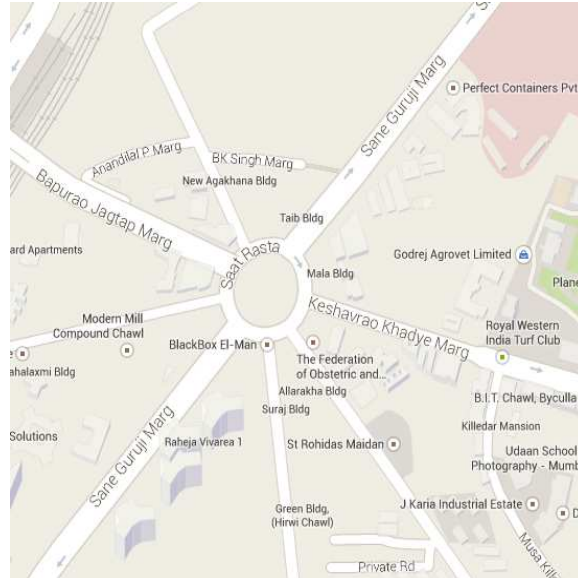 Sane Guruji Marg
Perfect Containers Pvt
Anandilal P Marg
BK Singh Marg
New Agakhana Bldg
Bapurao Jagtap Marg
Taib Bldg
Saat Rasta
ard Apartments
Godrej Agrovet Limited
Mala Bldg
Plane
Keshavrao Khadye Marg
Modern Mill
Compound Chawl
Royal Western
India Turf Club
BlackBox El-Man
The Federation
of Obstetric and...
ahalaxmi Bldg
Allarakha Bldg
B.I.T. Chawl, Byculla
Suraj Bldg
Killedar Mansion
Solutions
Raheja Vivarea 1
St Rohidas Maidan
Udaan School
Photography - Mumb
Sane Guruji Marg
Green Bldg,
(Hirwi Chawl)
J Karia Industrial Estate
D
Musa Kille
Private Rd